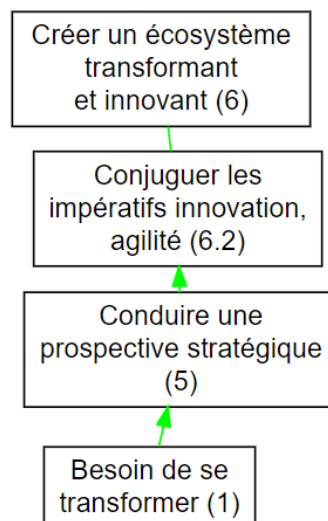 Créer un écosystème
transformant
et innovant (6)
Conjuguer les
impératifs innovation,
agilité (6.2)
Conduire une
prospective stratégique
(5)
Besoin de se
transformer (1)